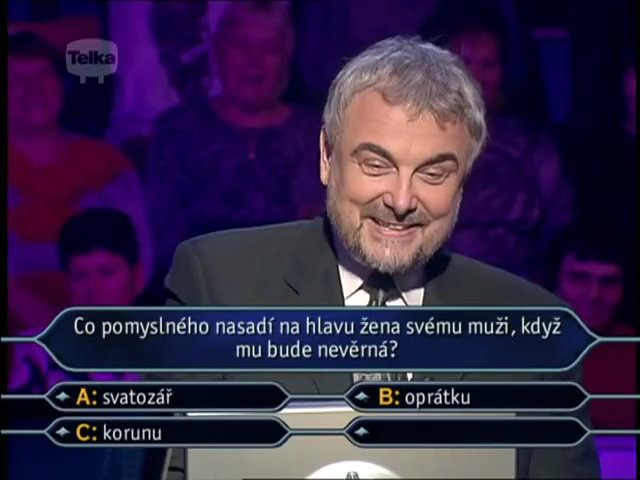 Telka
Co pomyslného nasadí na hlavu žena svému muži, když
mu bude nevěrná?
A: svatozář
B: oprátku
C: korunu